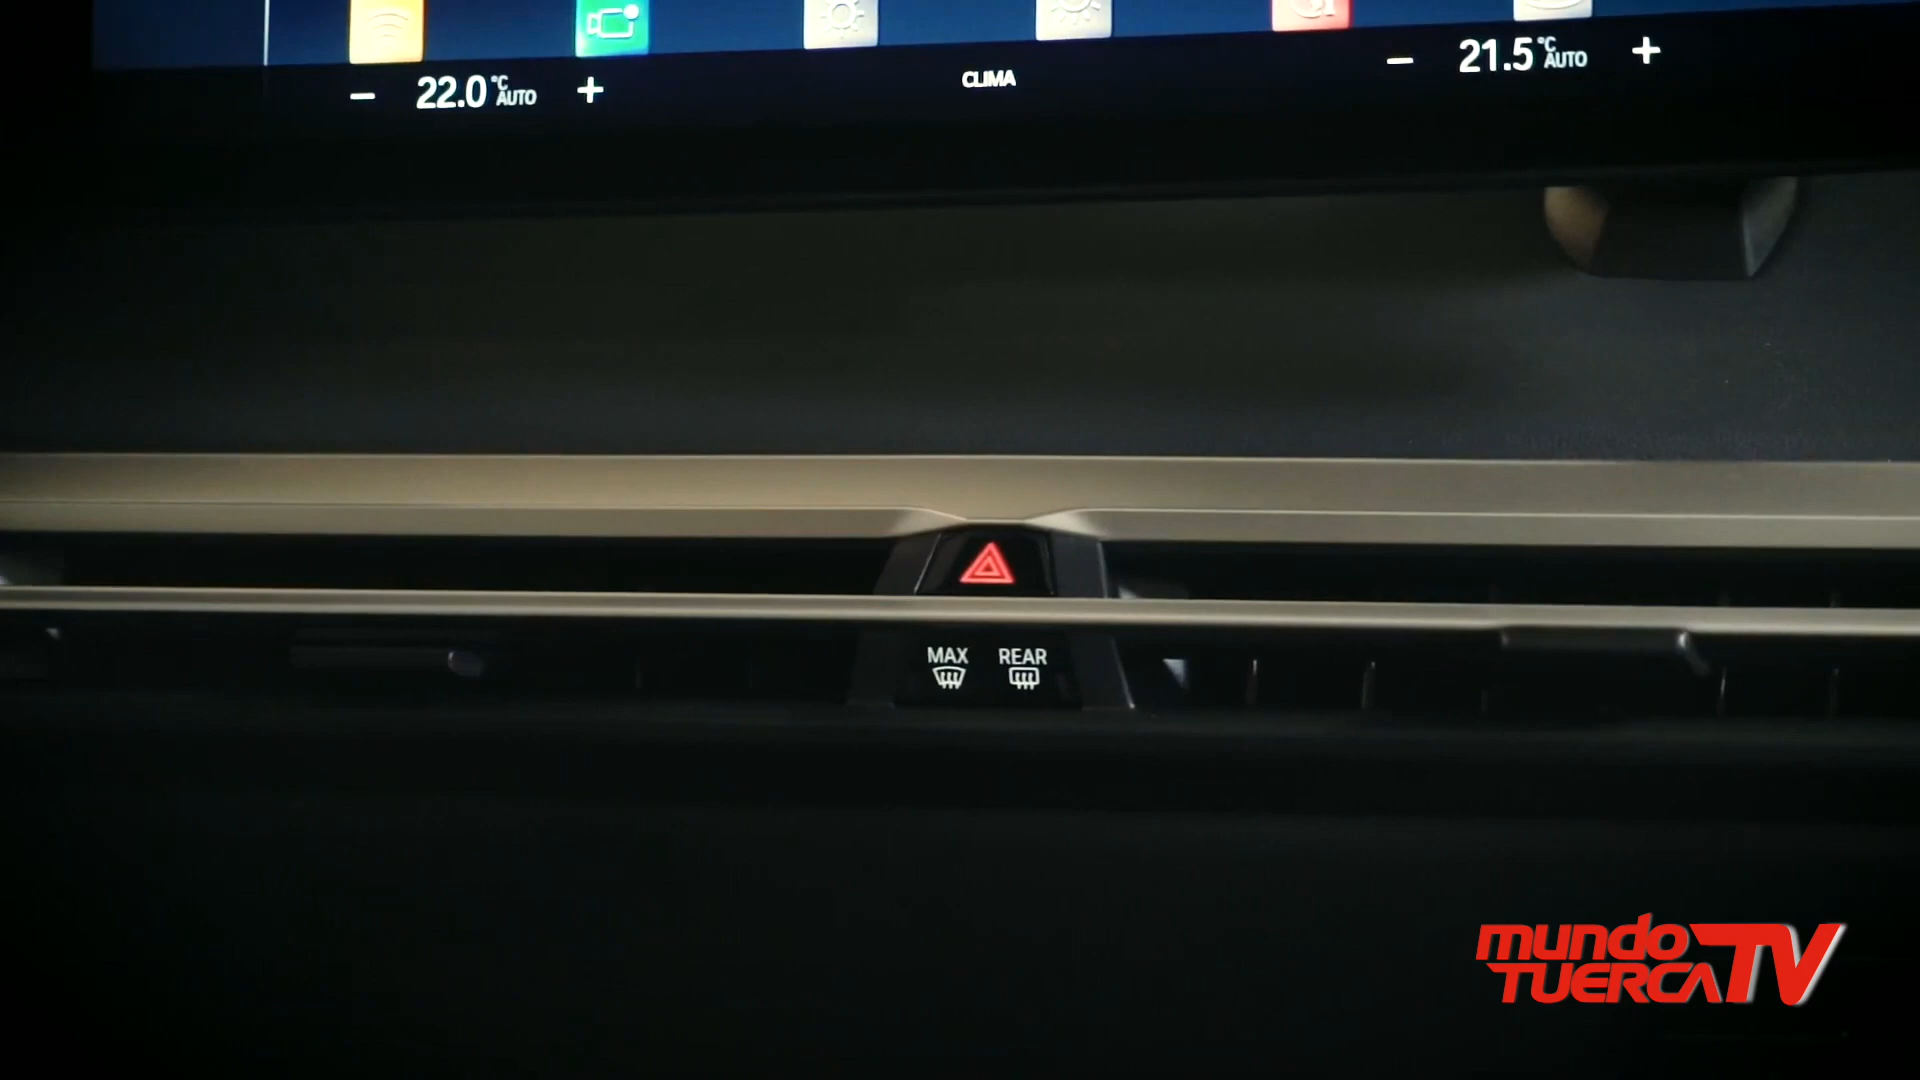 - 22.0 °C AUTO +
CLIMA
- 21.5 °C AUTO +
MAX REAR
mundo
TUERCA TV